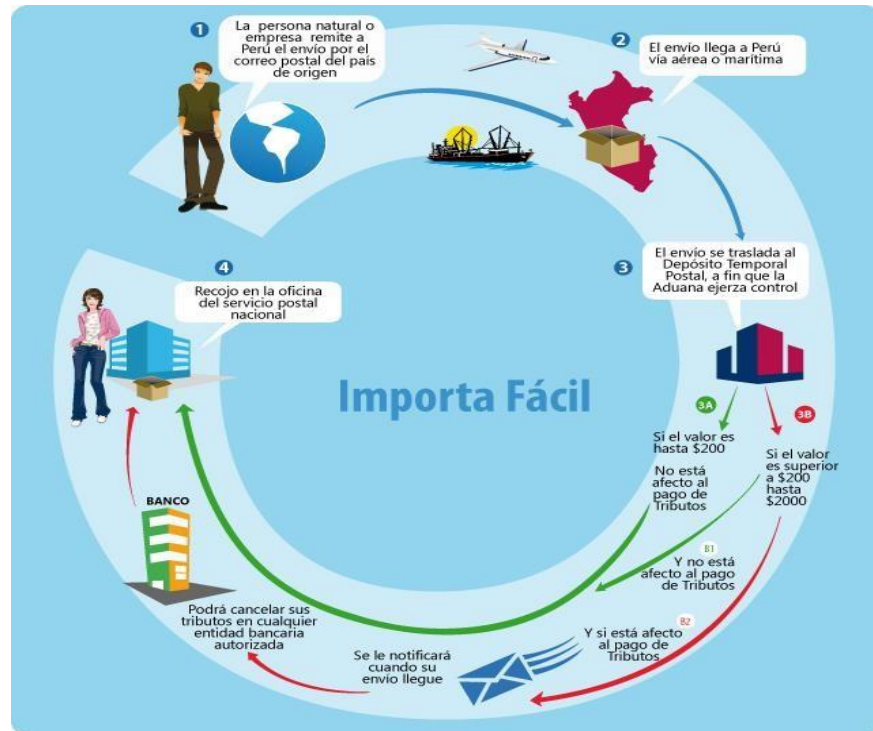 1
La persona natural o
empresa remite a
Perú el envío por el
correo postal del país
de origen
2
El envío llega a Perú
vía aérea o marítima
3
El envío se traslada al
Depósito Temporal
Postal, a fin que la
Aduana ejerza control
4
Recojo en la oficina
del servicio postal
nacional
Importa Fácil
3A
Si el valor es
hasta $200
No está
afecto al
pago de
Tributos
3B
Si el valor
es superior
a $200
hasta
$2000
B1
Y no está
afecto al pago
de Tributos
B2
Y si está afecto
al pago de
Tributos
Se le notificará
cuando su
envío llegue
BANCO
Podrá cancelar sus
tributos en cualquier
entidad bancaria
autorizada